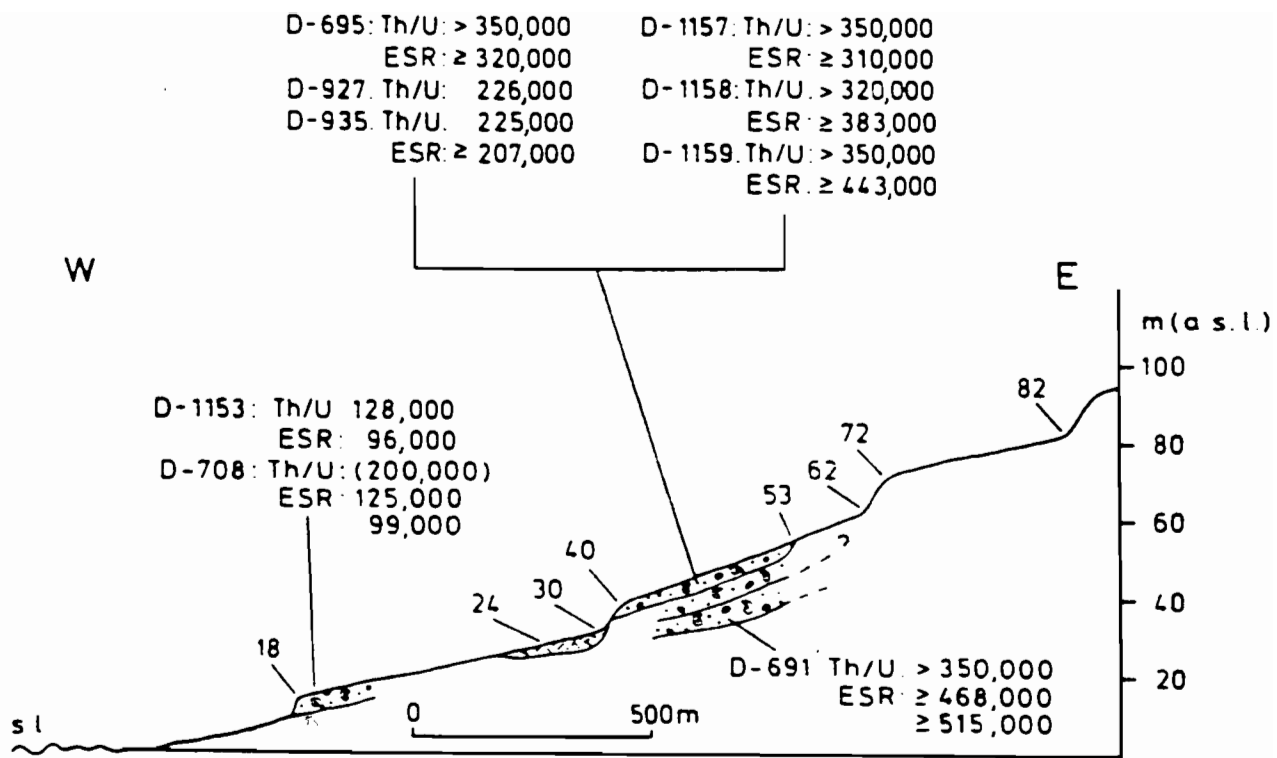 D-695: Th/U: > 350,000
ESR: ≥ 320,000
D-927. Th/U: 226,000
D-935. Th/U. 225,000
ESR: ≥ 207,000
D-1157: Th/U: > 350,000
ESR: ≥ 310,000
D-1158: Th/U. > 320,000
ESR ≥ 383,000
D-1159. Th/U: > 350,000
ESR. ≥ 443,000
W
E
m (a s. l.)
100
80
60
40
20
D-1153: Th/U 128,000
ESR: 96,000
D-708: Th/U: (200,000)
ESR: 125,000
99,000
82
72
62
53
?
40
30
24
18
D-691 Th/U. > 350,000
ESR: ≥ 468,000
≥ 515,000
s l
0 500m